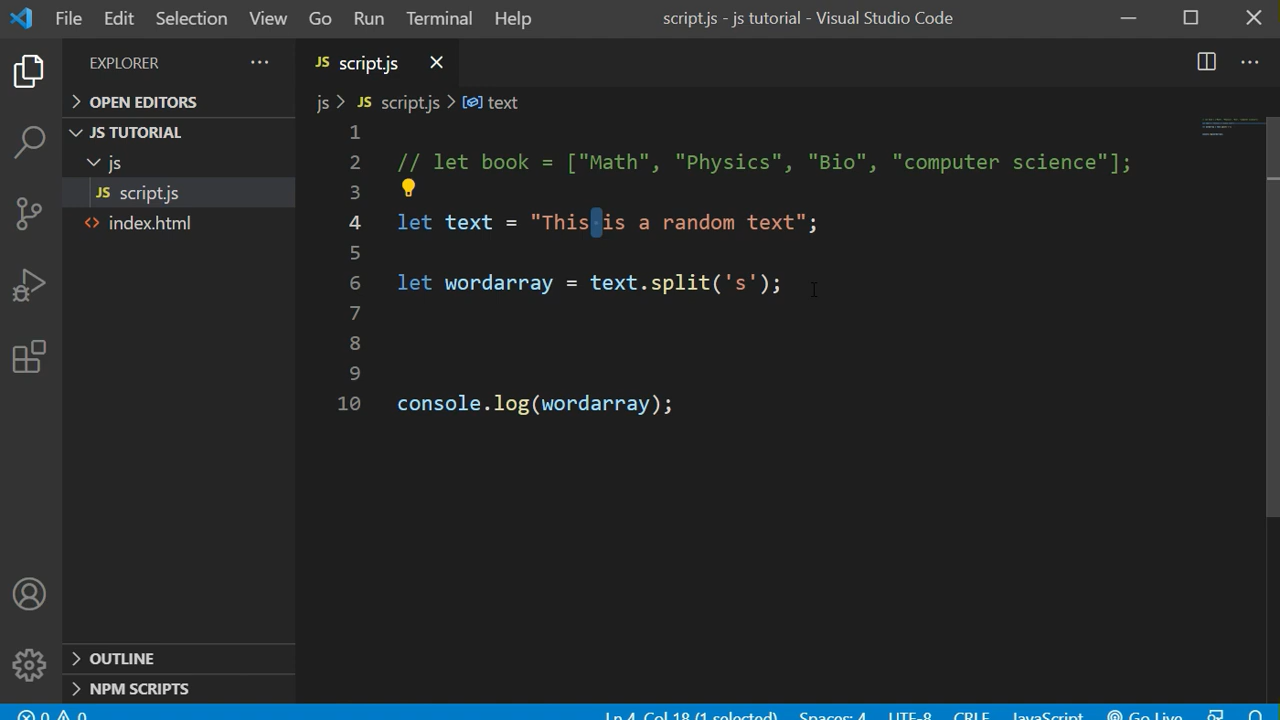 File Edit Selection View Go Run Terminal Help script.js - js tutorial - Visual Studio Code
EXPLORER
OPEN EDITORS
JS TUTORIAL
js
JS script.js
index.html
OUTLINE
NPM SCRIPTS
JS script.js
js > JS script.js > text
1
2 // let book = ["Math", "Physics", "Bio", "computer science"];
3
4 let text = "This is a random text";
5
6 let wordarray = text.split('s');
7
8
9
10 console.log(wordarray);
0 0 Ln 4, Col 18 (1 selected) Spaces: 4 UTF-8 CRLF JavaScript Go Live